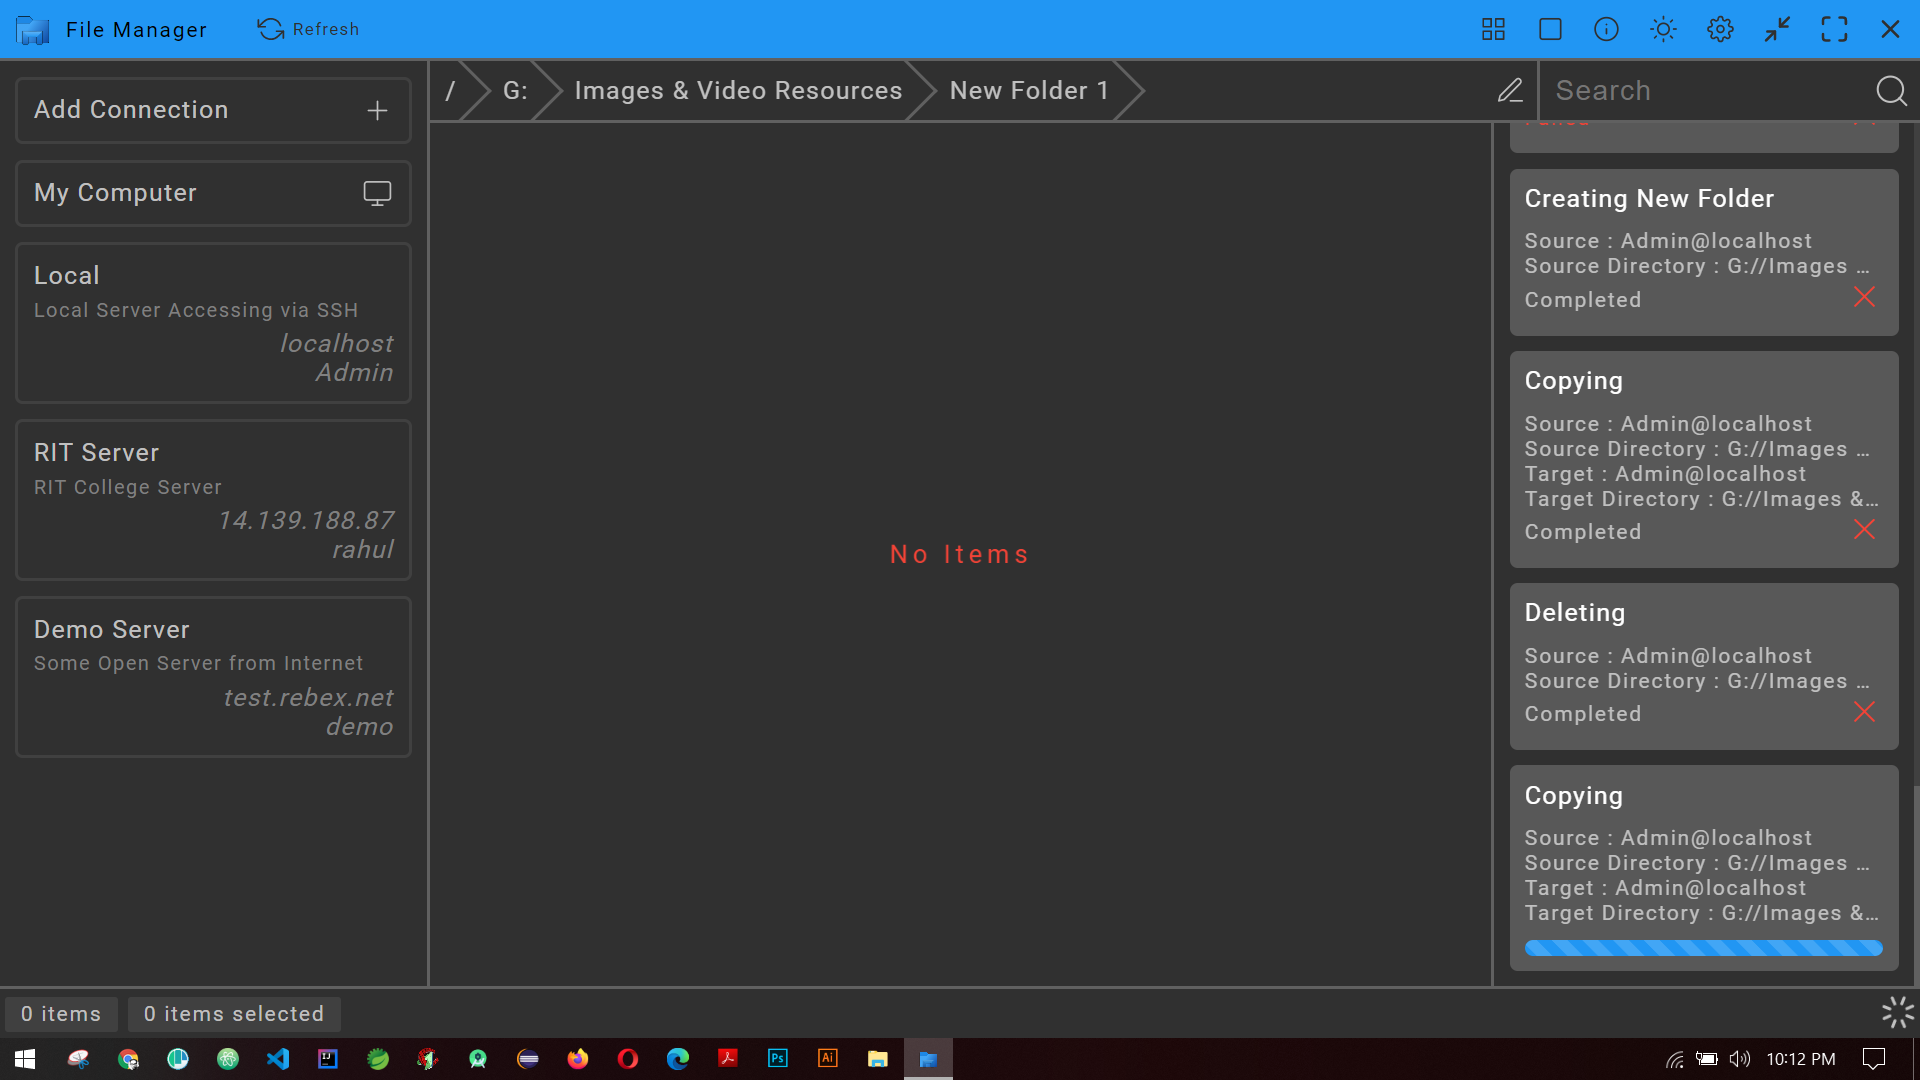 File Manager
Refresh
Add Connection
My Computer
Local
Local Server Accessing via SSH
localhost
Admin
RIT Server
RIT College Server
14.139.188.87
rahul
Demo Server
Some Open Server from Internet
test.rebex.net
demo
/
G:
Images & Video Resources
New Folder 1
Search
No Items
Creating New Folder
Source : Admin@localhost
Source Directory : G://Images ...
Completed
Copying
Source : Admin@localhost
Source Directory : G://Images ...
Target : Admin@localhost
Target Directory : G://Images &...
Completed
Deleting
Source : Admin@localhost
Source Directory : G://Images ...
Completed
Copying
Source : Admin@localhost
Source Directory : G://Images ...
Target : Admin@localhost
Target Directory : G://Images &...
0 items
0 items selected
IJ
Ps
Ai
10:12 PM